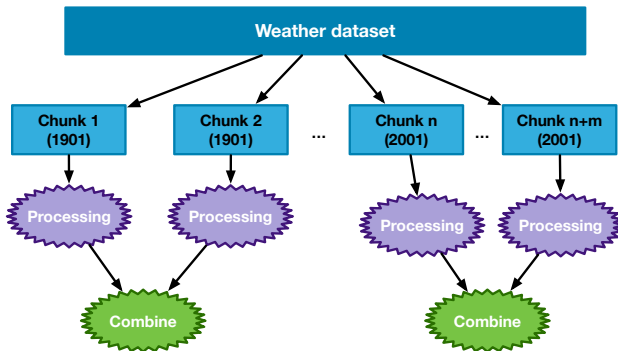 Weather dataset
Chunk 1
(1901)
Chunk 2
(1901)
...
Chunk n
(2001)
...
Chunk n+m
(2001)
Processing
Processing
Processing
Processing
Combine
Combine